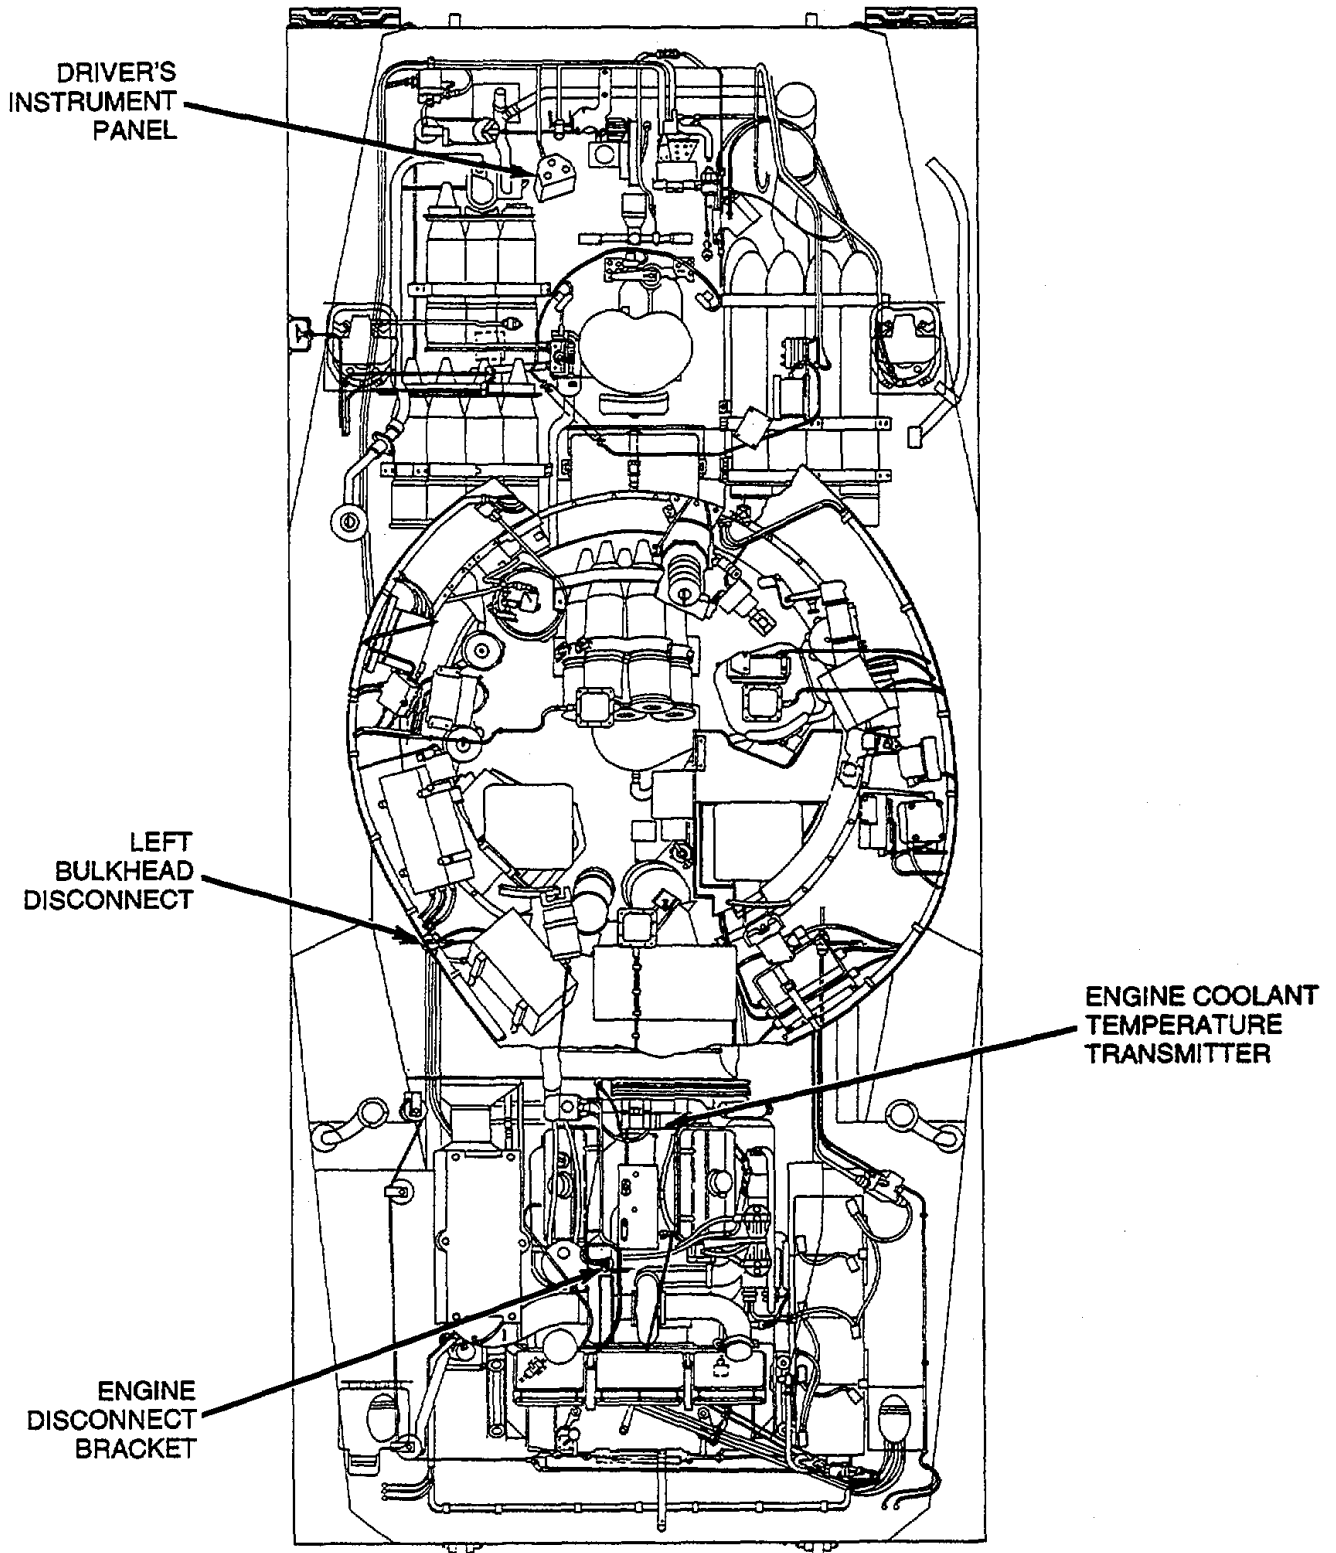 DRIVER'S
INSTRUMENT
PANEL
LEFT
BULKHEAD
DISCONNECT
ENGINE COOLANT
TEMPERATURE
TRANSMITTER
ENGINE
DISCONNECT
BRACKET